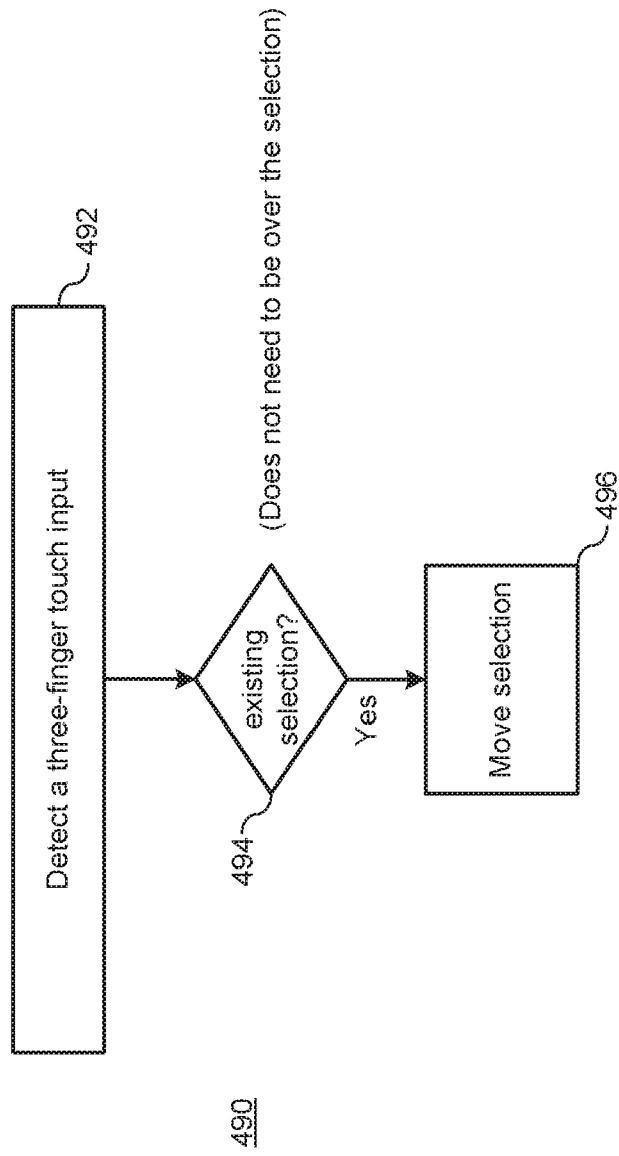 490
Detect a three-finger touch input
492
494
existing
selection?
(Does not need to be over the selection)
Yes
Move selection
496